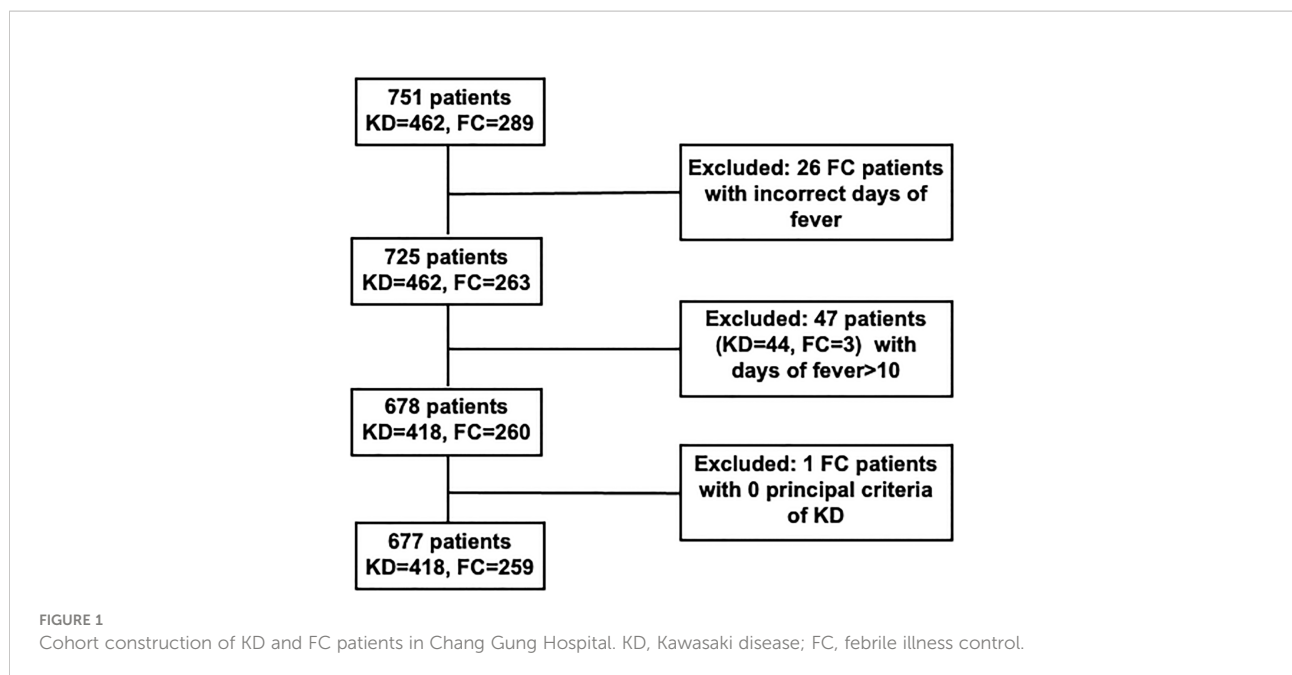 751 patients
KD=462, FC=289
Excluded: 26 FC patients
with incorrect days of
fever
725 patients
KD=462, FC=263
Excluded: 47 patients
(KD=44, FC=3) with
days of fever>10
678 patients
KD=418, FC=260
Excluded: 1 FC patients
with 0 principal criteria
of KD
677 patients
KD=418, FC=259
FIGURE 1
Cohort construction of KD and FC patients in Chang Gung Hospital. KD, Kawasaki disease; FC, febrile illness control.